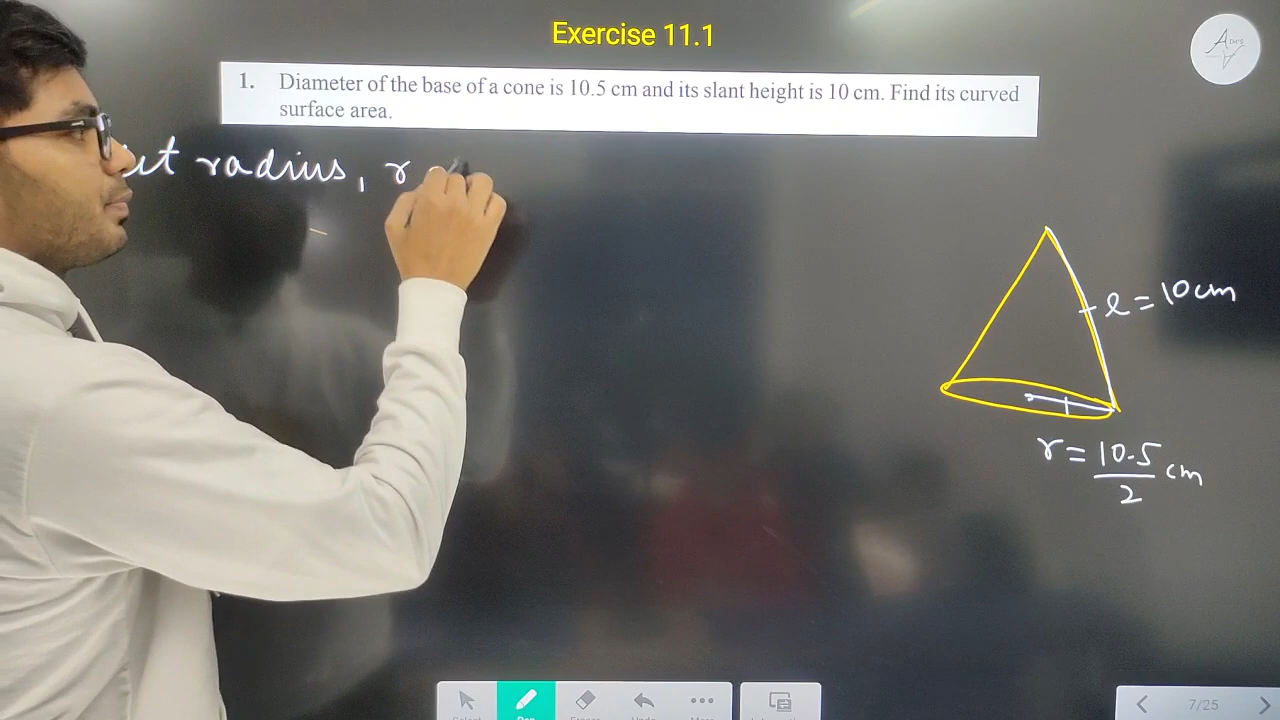 Exercise 11.1
1. Diameter of the base of a cone is 10.5 cm and its slant height is 10 cm. Find its curved
surface area.
radius, r
l = 10 cm
r = 10.5/2 cm
7/25